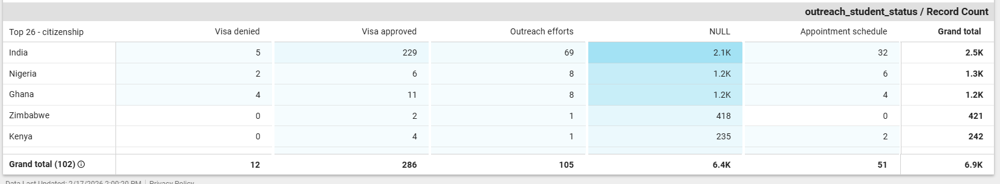 outreach_student_status / Record Count
Top 26 - citizenship Visa denied Visa approved Outreach efforts NULL Appointment schedule Grand total
India 5 229 69 2.1K 32 2.5K
Nigeria 2 6 8 1.2K 6 1.3K
Ghana 4 11 8 1.2K 4 1.2K
Zimbabwe 0 2 1 418 0 421
Kenya 0 4 1 235 2 242
Grand total (102) 12 286 105 6.4K 51 6.9K
Data Last Updated: 2/17/2026 2:00:20 PM | Privacy Policy